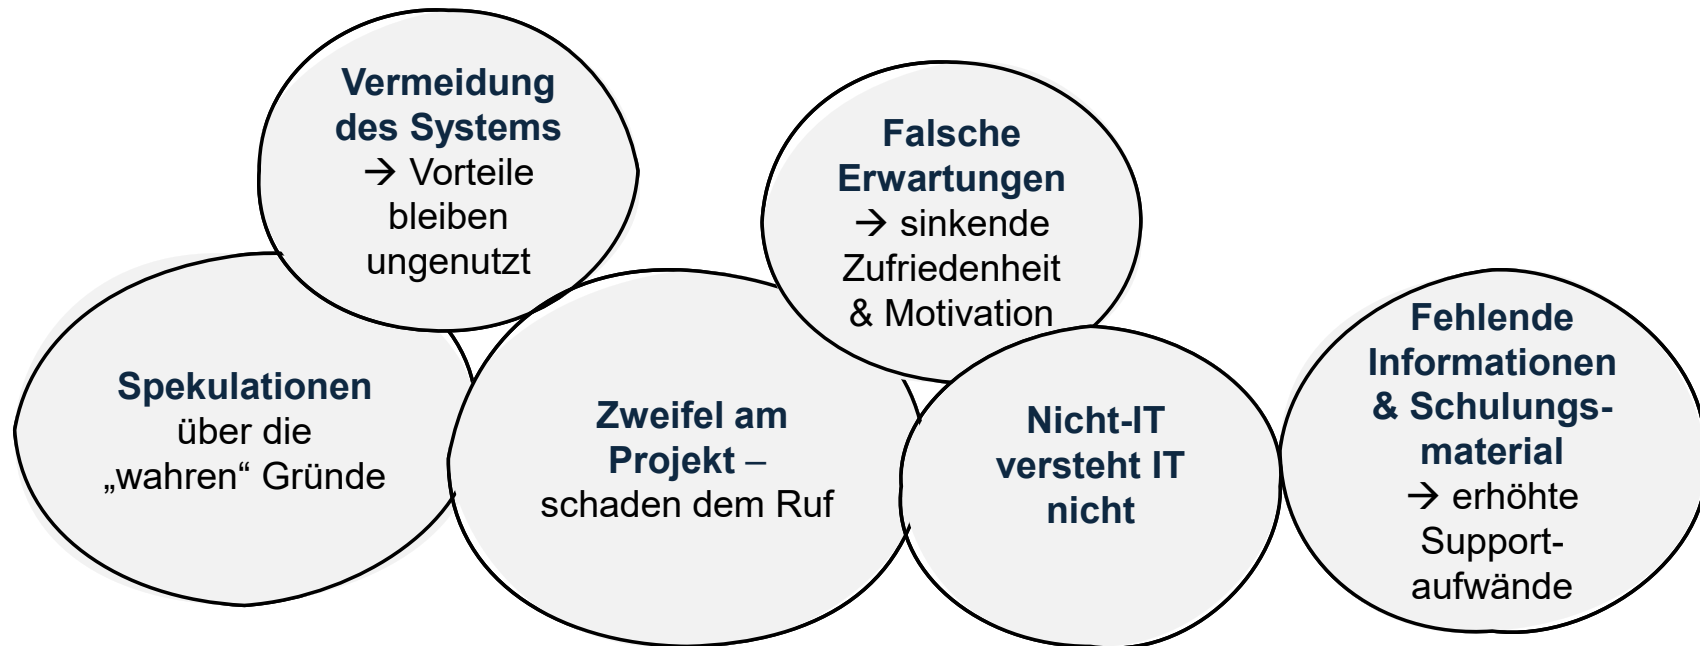 Vermeidung
des Systems
→ Vorteile
bleiben
ungenutzt
Falsche
Erwartungen
→ sinkende
Zufriedenheit
& Motivation
Spekulationen
über die
„wahren“ Gründe
Zweifel am
Projekt –
schaden dem Ruf
Nicht-IT
versteht IT
nicht
Fehlende
Informationen
& Schulungs-
material
→ erhöhte
Support-
aufwände